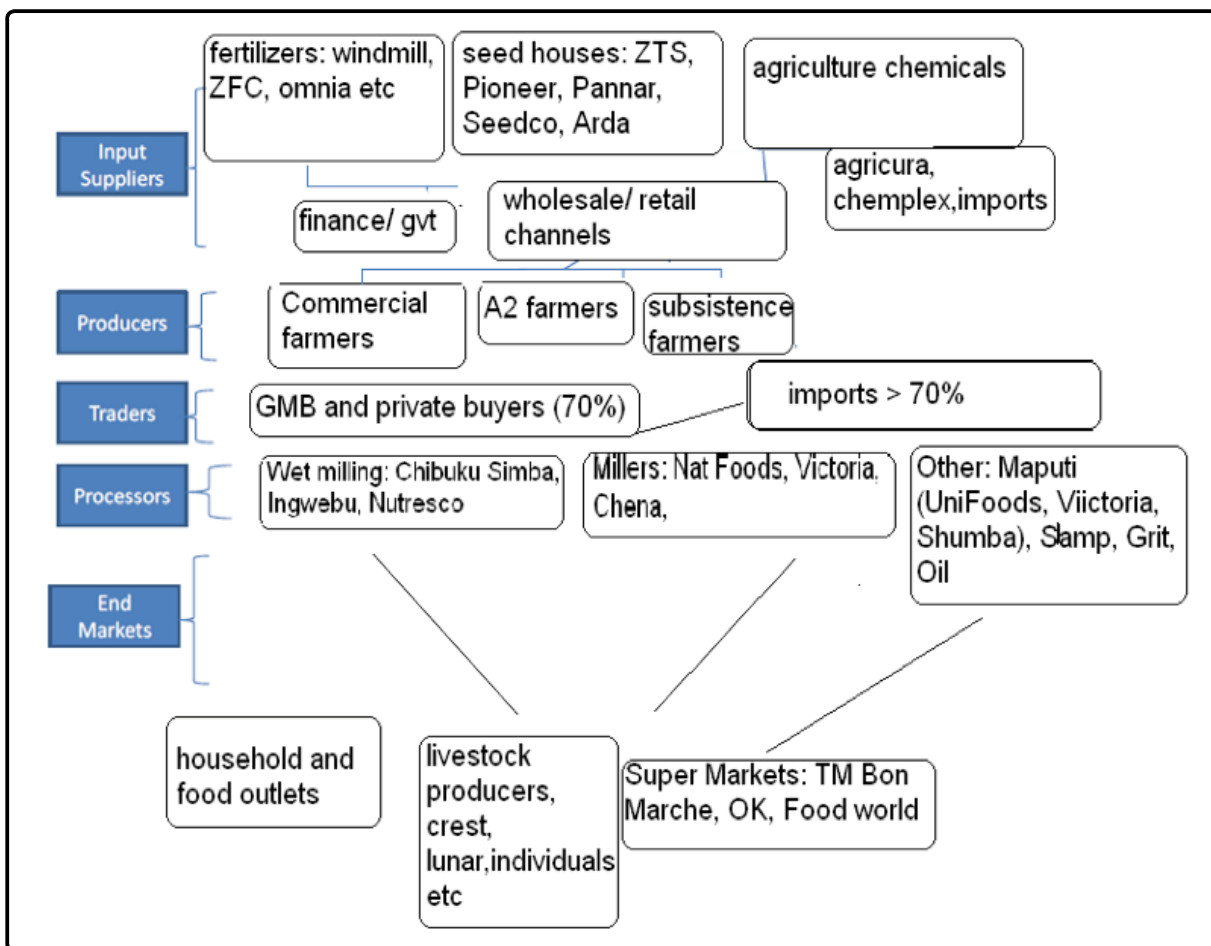 fertilizers: windmill,
ZFC, omnia etc
seed houses: ZTS,
Pioneer, Pannar,
Seedco, Arda
agriculture chemicals
Input
Suppliers
agricura,
chemplex,imports
finance/ gvt
wholesale/ retail
channels
Producers
Commercial
farmers
A2 farmers
subsistence
farmers
Traders
GMB and private buyers (70%)
imports > 70%
Processors
Wet milling: Chibuku Simba,
Ingwebu, Nutresco
Millers: Nat Foods, Victoria,
Chena,
Other: Maputi
(UniFoods, Viictoria,
Shumba), Slamp, Grit,
Oil
End
Markets
household and
food outlets
livestock
producers,
crest,
lunar,individuals
etc
Super Markets: TM Bon
Marche, OK, Food world